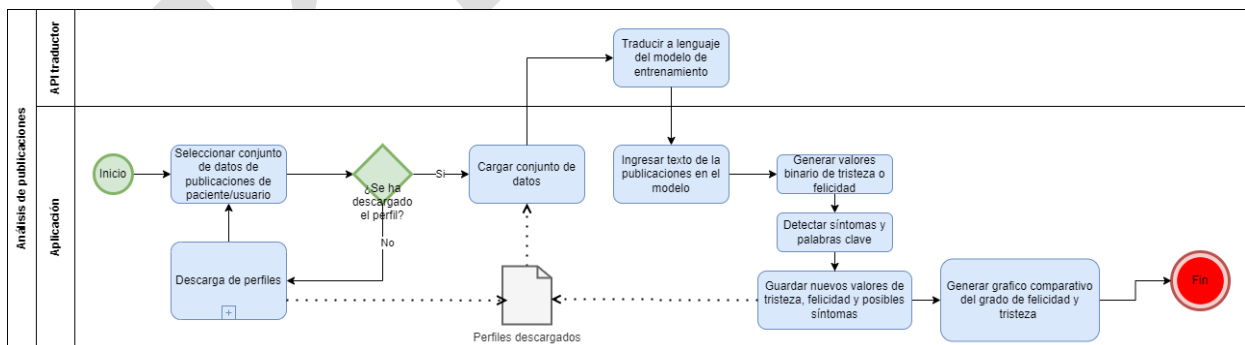 Análisis de publicaciones
API traductor
Traducir a lenguaje
del modelo de
entrenamiento
Aplicación
Inicio
Seleccionar conjunto
de datos de
publicaciones de
paciente/usuario
¿Se ha
descargado
el perfil?
Si
No
Descarga de perfiles
Cargar conjunto de
datos
Perfiles descargados
Ingresar texto de la
publicaciones en el
modelo
Generar valores
binario de tristeza o
felicidad
Detectar síntomas y
palabras clave
Guardar nuevos valores de
tristeza, felicidad y posibles
síntomas
Generar grafico comparativo
del grado de felicidad y
tristeza
Fin